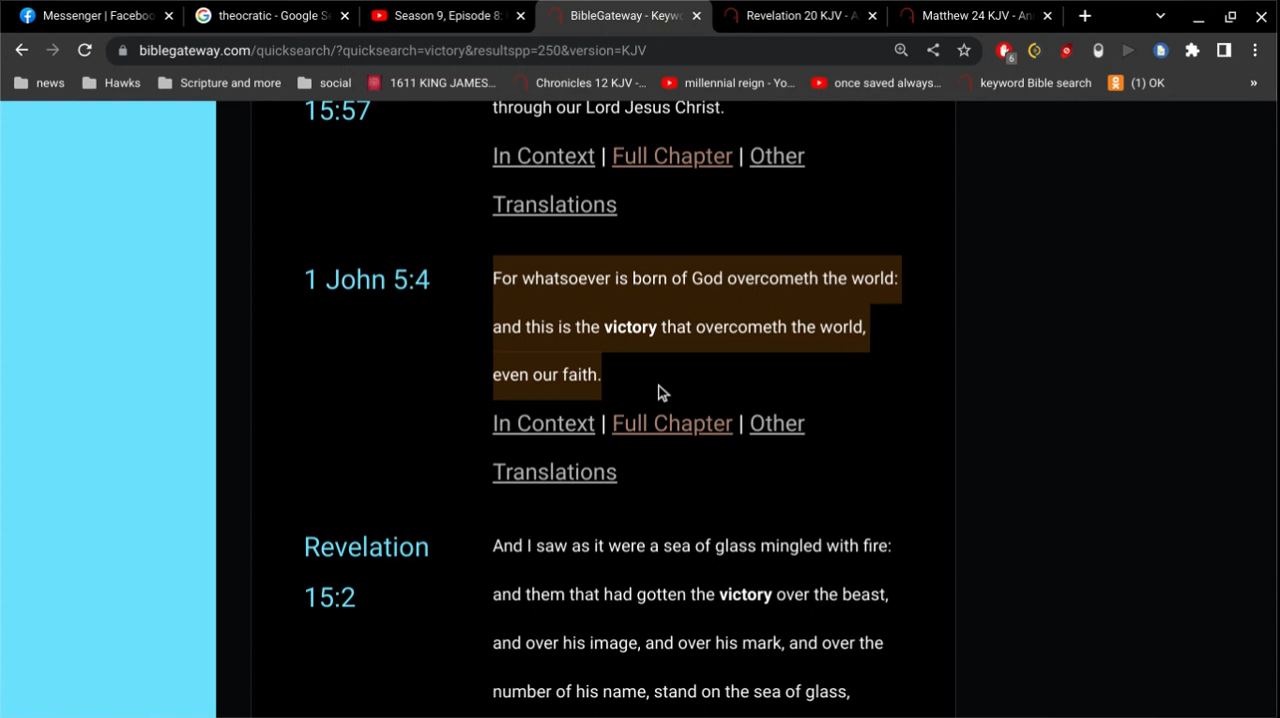 Messenger | Facebo
theocratic - Google S
Season 9, Episode 8:
BibleGateway - Keyw
Revelation 20 KJV - A
Matthew 24 KJV - An
biblegateway.com/quicksearch/?quicksearch=victory&resultspp=250&version=KJV
6
news
Hawks
Scripture and more
social
1611 KING JAMES...
Chronicles 12 KJV -...
millennial reign - Yo...
once saved always...
keyword Bible search
(1) OK
»
15:57
through our Lord Jesus Christ.
In Context | Full Chapter | Other
Translations
1 John 5:4
For whatsoever is born of God overcometh the world:
and this is the victory that overcometh the world,
even our faith.
In Context | Full Chapter | Other
Translations
Revelation
15:2
And I saw as it were a sea of glass mingled with fire:
and them that had gotten the victory over the beast,
and over his image, and over his mark, and over the
number of his name, stand on the sea of glass,